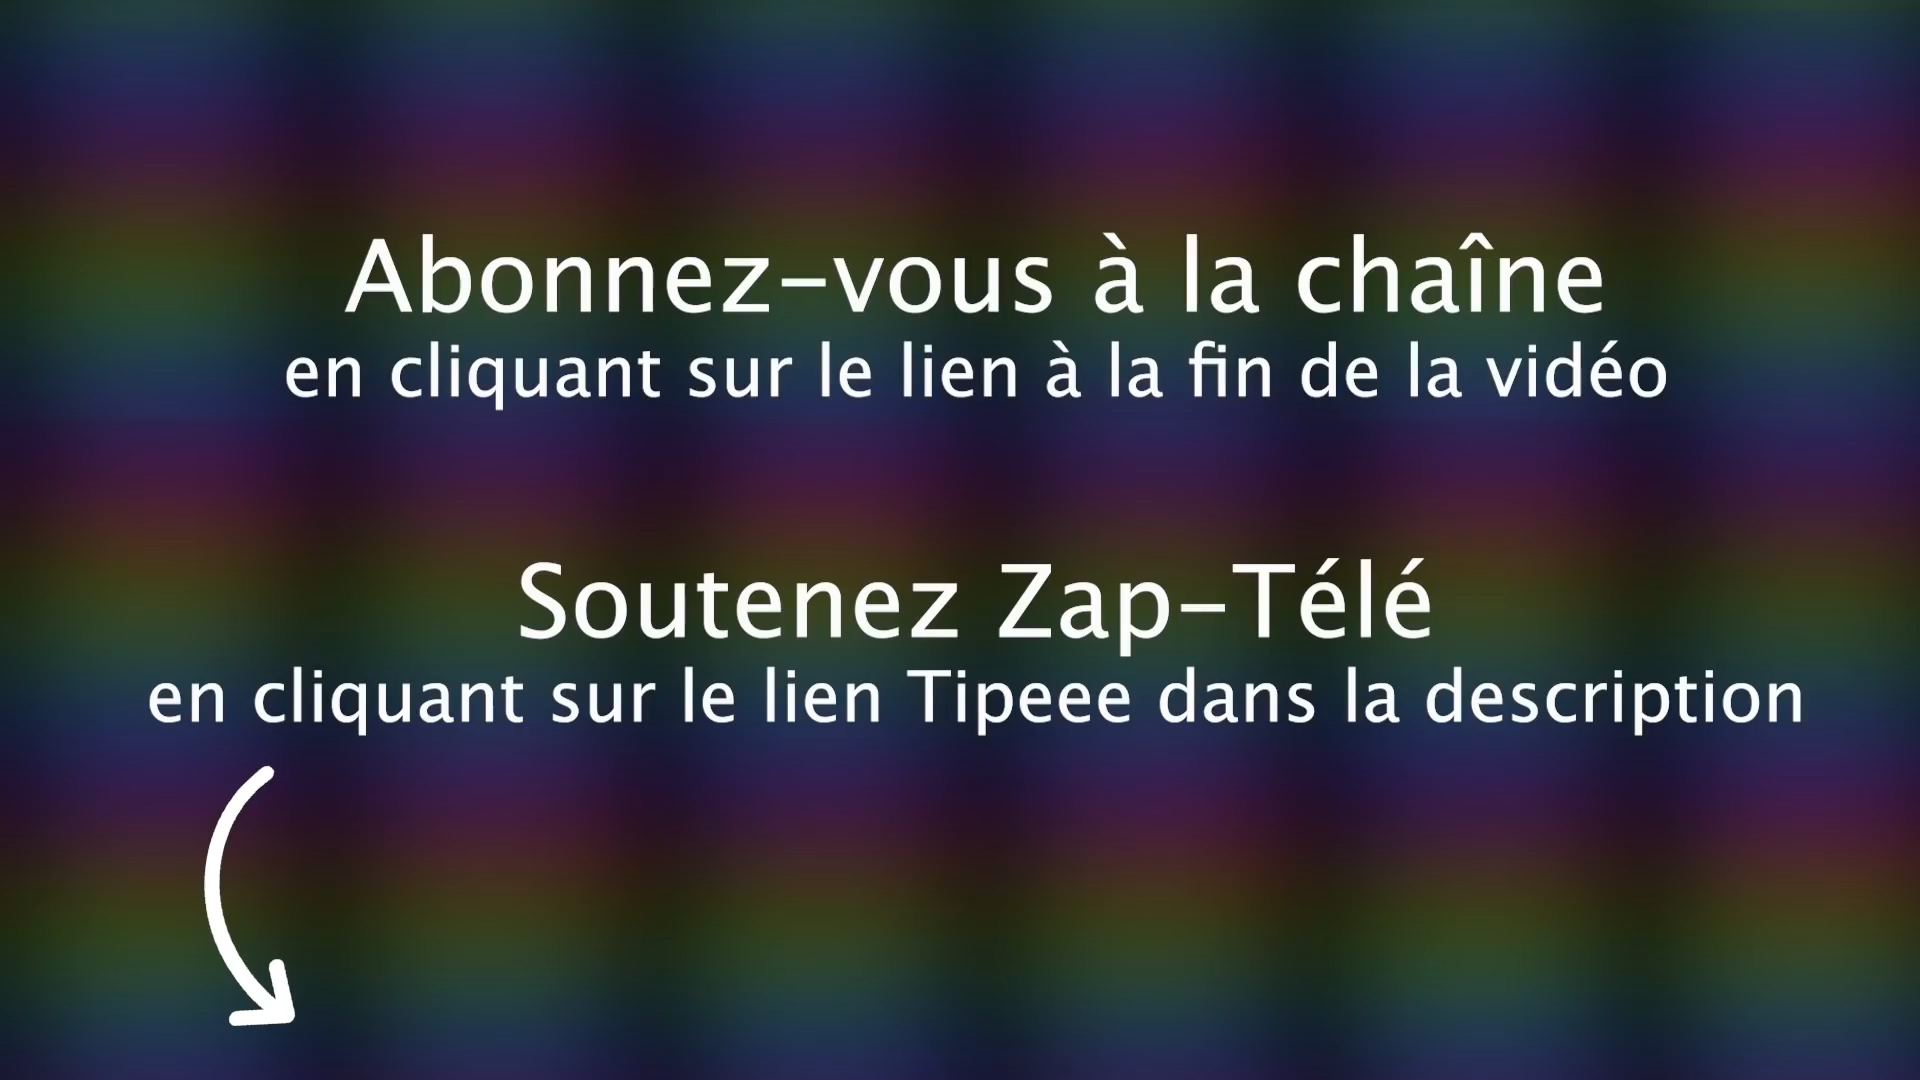 Abonnez-vous à la chaîne
en cliquant sur le lien à la fin de la vidéo
Soutenez Zap-Télé
en cliquant sur le lien Tipeee dans la description